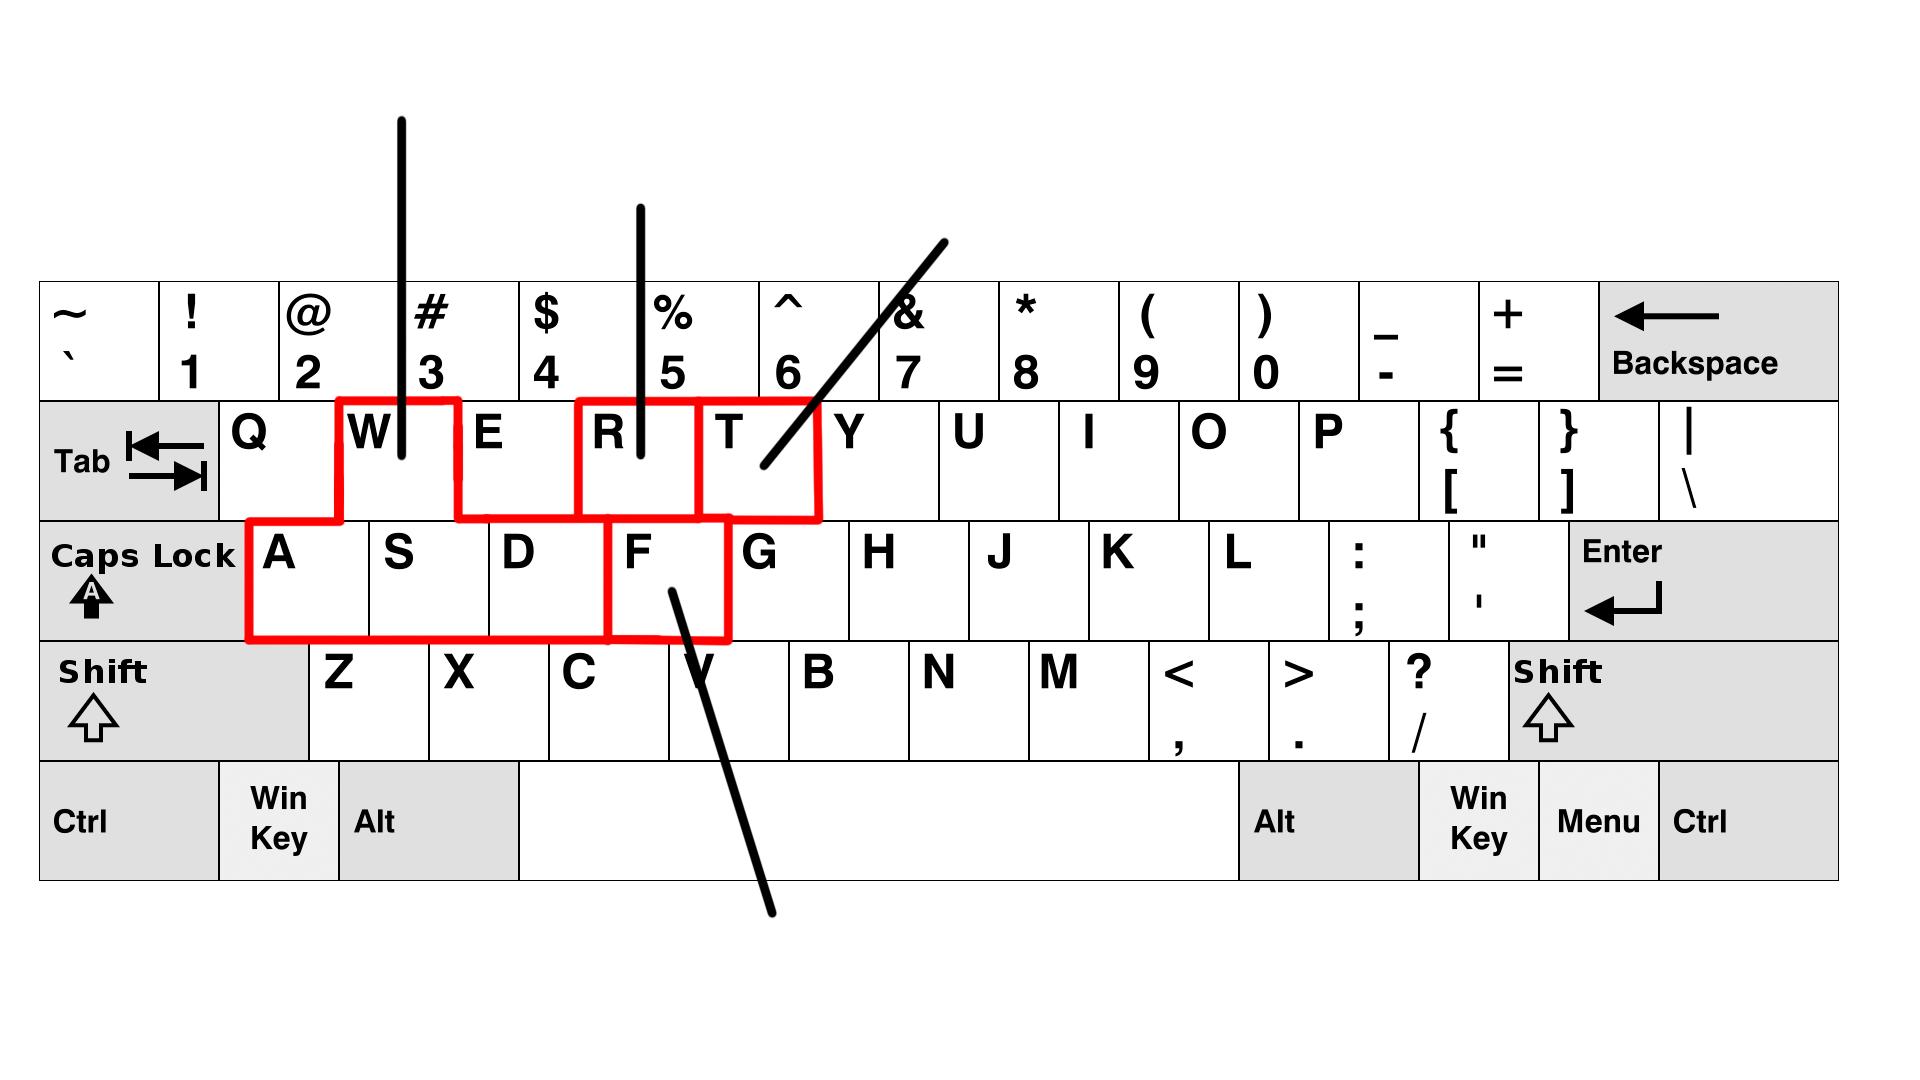 ~ ! @ # $ % ^ & * ( ) _ +
` 1 2 3 4 5 6 7 8 9 0 - = Backspace
Tab Q W E R T Y U I O P { } |
[ ] \
Caps Lock A S D F G H J K L : " Enter
A ; '
Shift Z X C V B N M < > ? Shift
, . /
Ctrl Win Key Alt Alt Win Key Menu Ctrl